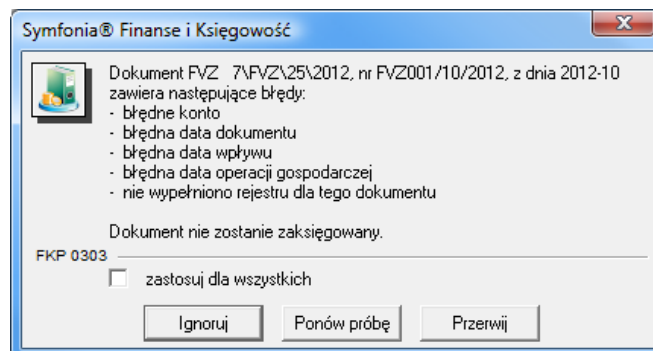 Symfonia® Finanse i Księgowość
Dokument FVZ 7\FVZ\25\2012, nr FVZ001/10/2012, z dnia 2012-10
zawiera następujące błędy:
- błędne konto
- błędna data dokumentu
- błędna data wpływu
- błędna data operacji gospodarczej
- nie wypełniono rejestru dla tego dokumentu
Dokument nie zostanie zaksięgowany.
FKP 0303
zastosuj dla wszystkich
Ignoruj Ponów próbę Przerwij